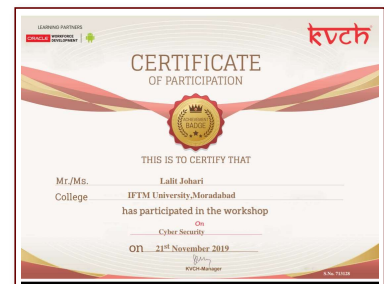 LEARNING PARTNERS
ORACLE WORKFORCE DEVELOPMENT
kvch
CERTIFICATE
OF PARTICIPATION
ACHIEVEMENT
BADGE
THIS IS TO CERTIFY THAT
Mr./Ms. Lalit Johari
College IFTM University,Moradabad
has participated in the workshop
On
Cyber Security
on 21st November 2019
KVCH-Manager